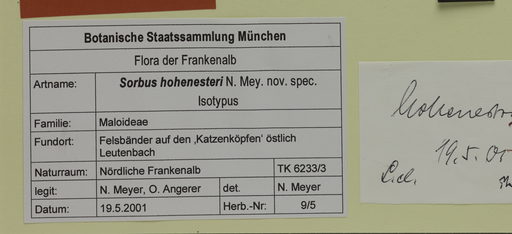 Botanische Staatssammlung München
Flora der Frankenalb
Artname: Sorbus hohenesteri N. Mey. nov. spec.
Isotypus
Familie: Maloideae
Fundort: Felsbänder auf den ‚Katzenköpfen' östlich
Leutenbach
Naturraum: Nördliche Frankenalb TK 6233/3
legit: N. Meyer, O. Angerer det. N. Meyer
Datum: 19.5.2001 Herb.-Nr: 9/5
19.5.01